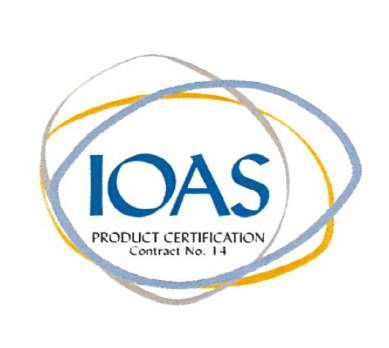 IOAS
PRODUCT CERTIFICATION
Contract No. 14